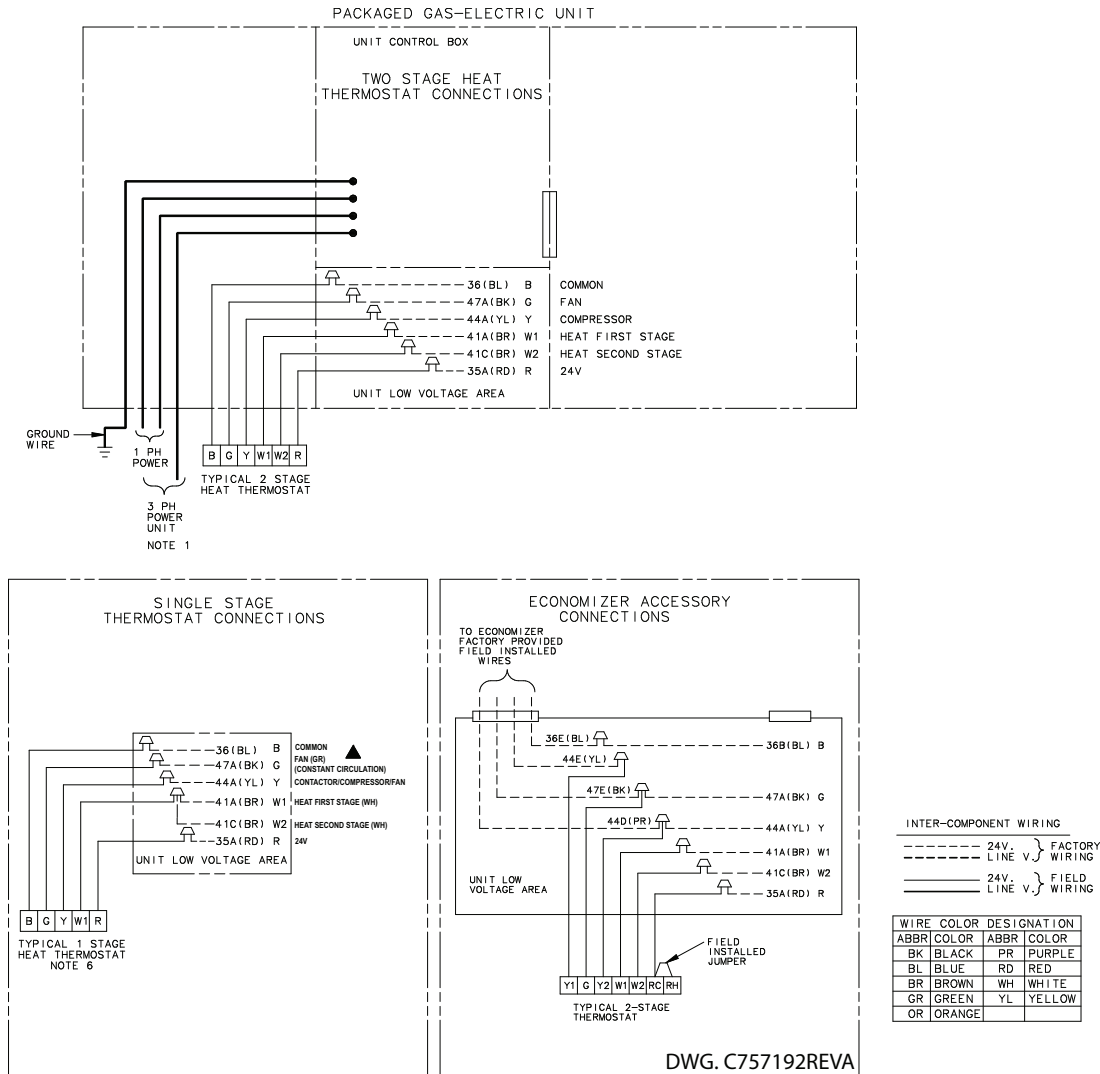 PACKAGED GAS-ELECTRIC UNIT
UNIT CONTROL BOX
TWO STAGE HEAT
THERMOSTAT CONNECTIONS
36(BL) B COMMON
47A(BK) G FAN
44A(YL) Y COMPRESSOR
41A(BR) W1 HEAT FIRST STAGE
41C(BR) W2 HEAT SECOND STAGE
35A(RD) R 24V
UNIT LOW VOLTAGE AREA
GROUND
WIRE
1 PH
POWER
3 PH
POWER
UNIT
NOTE 1
B G Y W1 W2 R
TYPICAL 2 STAGE
HEAT THERMOSTAT
SINGLE STAGE
THERMOSTAT CONNECTIONS
36(BL) B COMMON
47A(BK) G FAN (GR)
(CONSTANT CIRCULATION)
44A(YL) Y CONTACTOR/COMPRESSOR/FAN
41A(BR) W1 HEAT FIRST STAGE (WH)
41C(BR) W2 HEAT SECOND STAGE (WH)
35A(RD) R 24V
UNIT LOW VOLTAGE AREA
B G Y W1 R
TYPICAL 1 STAGE
HEAT THERMOSTAT
NOTE 6
ECONOMIZER ACCESSORY
CONNECTIONS
TO ECONOMIZER
FACTORY PROVIDED
FIELD INSTALLED
WIRES
36E(BL) 36B(BL) B
44E(YL)
47E(BK) 47A(BK) G
44D(PR) 44A(YL) Y
41A(BR) W1
41C(BR) W2
35A(RD) R
UNIT LOW
VOLTAGE AREA
FIELD
INSTALLED
JUMPER
Y1 G Y2 W1 W2 RC RH
TYPICAL 2-STAGE
THERMOSTAT
DWG. C757192REVA
INTER-COMPONENT WIRING
24V. FACTORY
LINE V. WIRING
24V. FIELD
LINE V. WIRING
WIRE COLOR DESIGNATION
ABBR COLOR ABBR COLOR
BK BLACK PR PURPLE
BL BLUE RD RED
BR BROWN WH WHITE
GR GREEN YL YELLOW
OR ORANGE